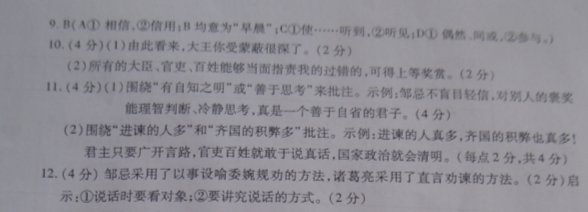 9. B(A①相信,②信用;B均意为“早晨”;C①使……听到,②听见;D①偶然、间或,②参与。)
10.(4分)(1)由此看来,大王你受蒙蔽很深了。(2分)
(2)所有的大臣、官吏、百姓能够当面指责我的过错的,可得上等奖赏。(2分)
11.(4分)(1)围绕“有自知之明”或“善于思考”来批注。示例:邹忌不盲目轻信,对别人的褒奖
能理智判断、冷静思考,真是一个善于自省的君子。(4分)
(2)围绕“进谏的人多”和“齐国的积弊多”批注。示例:进谏的人真多,齐国的积弊也真多!
君主只要广开言路,官吏百姓就敢于说真话,国家政治就会清明。(每点2分,共4分)
12.(4分) 邹忌采用了以事设喻委婉规劝的方法,诸葛亮采用了直言劝谏的方法。(2分)启
示:①说话时要看对象;②要讲究说话的方式。(2分)